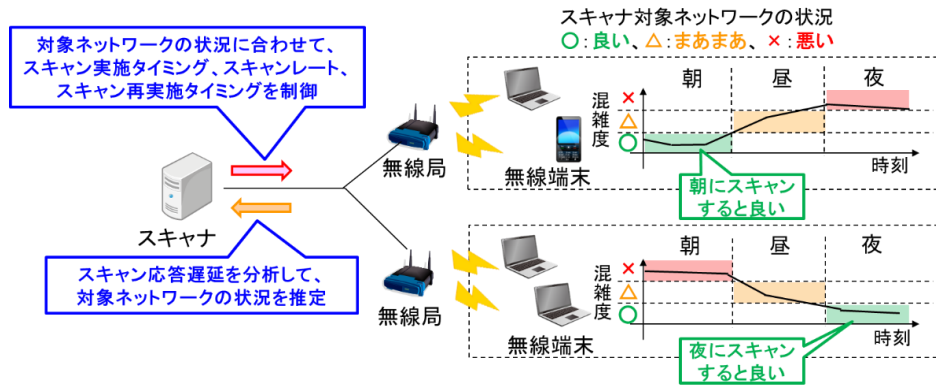 スキャナ対象ネットワークの状況
○:良い、△:まあまあ、×:悪い
対象ネットワークの状況に合わせて、
スキャン実施タイミング、スキャンレート、
スキャン再実施タイミングを制御
スキャナ
スキャン応答遅延を分析して、
対象ネットワークの状況を推定
無線局
無線端末
混雑度
×
△
○
朝
昼
夜
時刻
朝にスキャン
すると良い
無線局
無線端末
混雑度
×
△
○
朝
昼
夜
時刻
夜にスキャン
すると良い